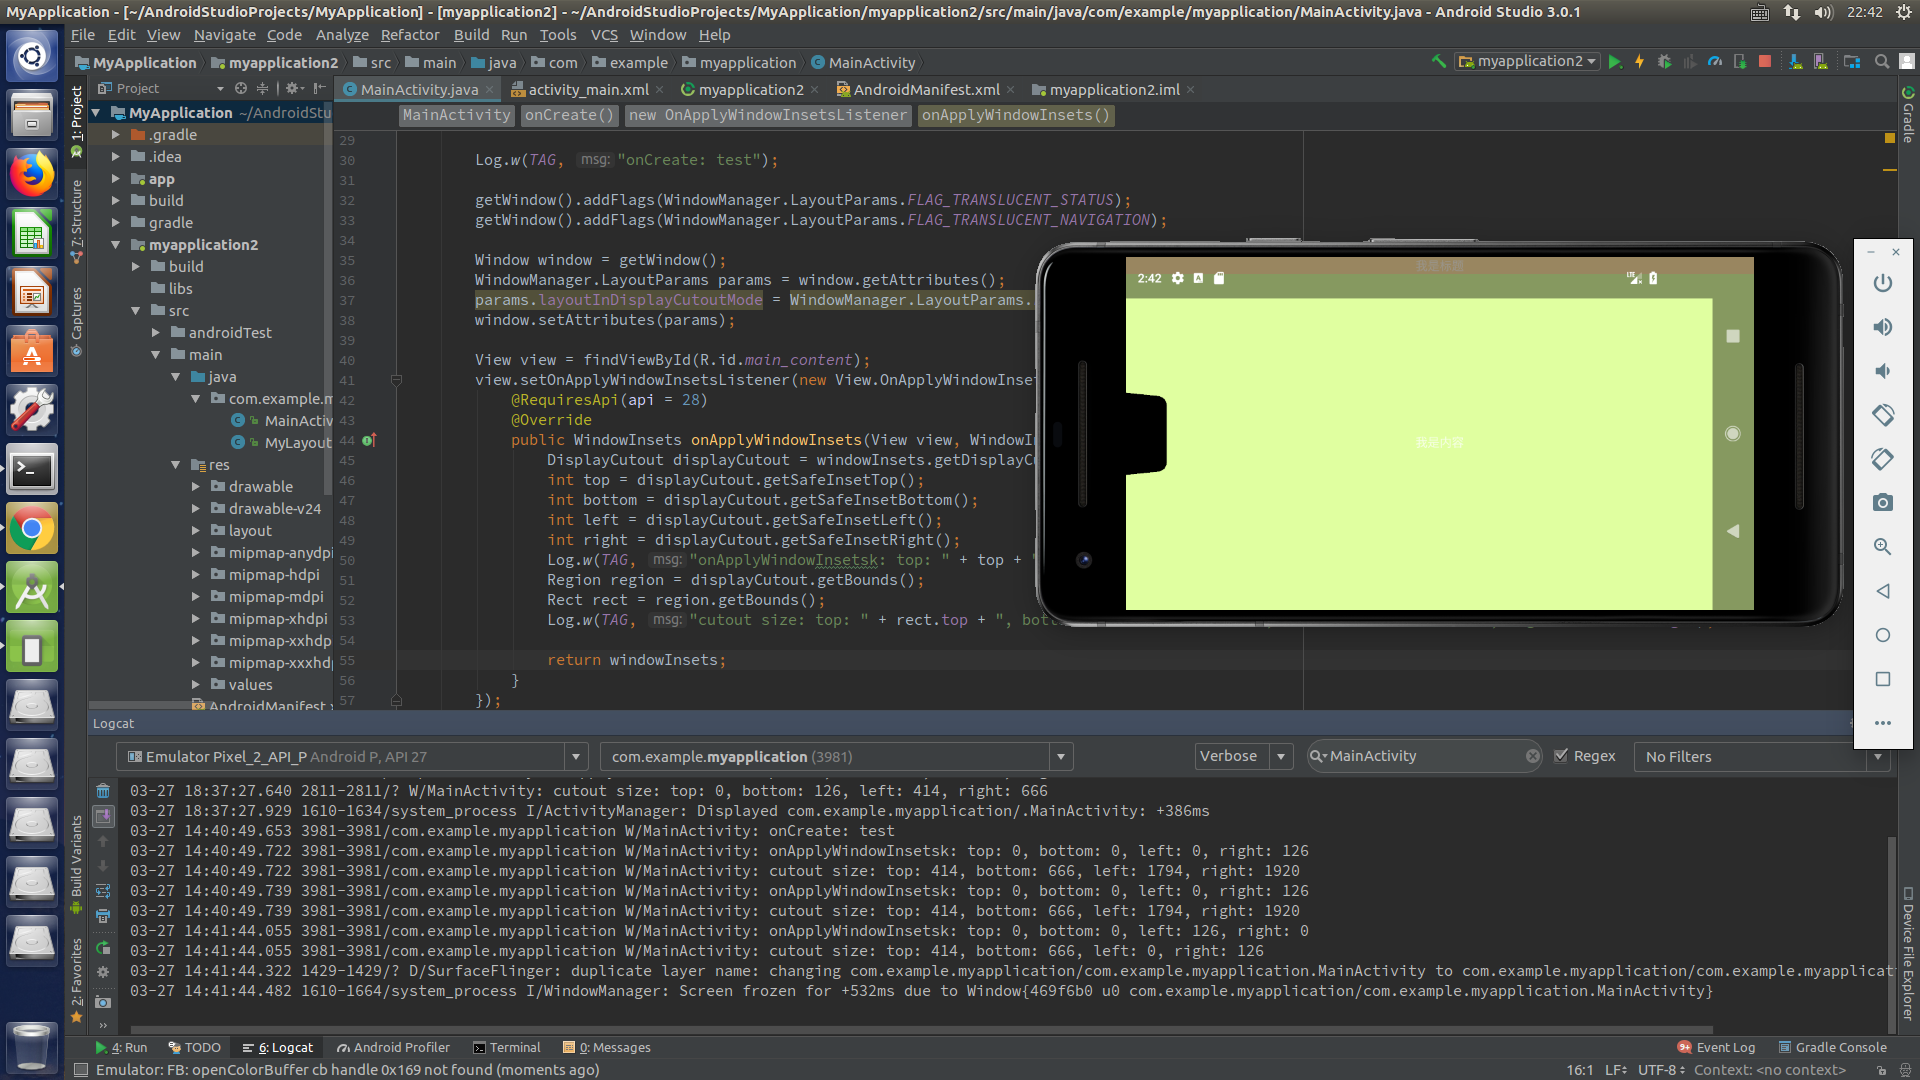 MyApplication - [~/AndroidStudioProjects/MyApplication] - [myapplication2] - ~/AndroidStudioProjects/MyApplication/myapplication2/src/main/java/com/example/myapplication/MainActivity.java - Android Studio 3.0.1
22:42
File Edit View Navigate Code Analyze Refactor Build Run Tools VCS Window Help
MyApplication myapplication2 src main java com example myapplication MainActivity
myapplication2
Project
MainActivity.java activity_main.xml myapplication2 AndroidManifest.xml myapplication2.iml
MainActivity onCreate() new OnApplyWindowInsetsListener onApplyWindowInsets()
1: Project
7: Structure
Captures
Build Variants
2: Favorites
MyApplication ~/AndroidStu
.gradle
.idea
app
build
gradle
myapplication2
build
libs
src
androidTest
main
java
com.example.m
MainActiv
MyLayout
res
drawable
drawable-v24
layout
mipmap-anydpi
mipmap-hdpi
mipmap-mdpi
mipmap-xhdpi
mipmap-xxhdp
mipmap-xxxhdp
values
AndroidManifest.x
29
30 Log.w(TAG, msg: "onCreate: test");
31
32 getWindow().addFlags(WindowManager.LayoutParams.FLAG_TRANSLUCENT_STATUS);
33 getWindow().addFlags(WindowManager.LayoutParams.FLAG_TRANSLUCENT_NAVIGATION);
34
35 Window window = getWindow();
36 WindowManager.LayoutParams params = window.getAttributes();
37 params.layoutInDisplayCutoutMode = WindowManager.LayoutParams.
38 window.setAttributes(params);
39
40 View view = findViewById(R.id.main_content);
41 view.setOnApplyWindowInsetsListener(new View.OnApplyWindowInset
42 @RequiresApi(api = 28)
43 @Override
44 public WindowInsets onApplyWindowInsets(View view, WindowIn
45 DisplayCutout displayCutout = windowInsets.getDisplayCu
46 int top = displayCutout.getSafeInsetTop();
47 int bottom = displayCutout.getSafeInsetBottom();
48 int left = displayCutout.getSafeInsetLeft();
49 int right = displayCutout.getSafeInsetRight();
50 Log.w(TAG, msg: "onApplyWindowInsetsk: top: " + top + "
51 Region region = displayCutout.getBounds();
52 Rect rect = region.getBounds();
53 Log.w(TAG, msg: "cutout size: top: " + rect.top + ", bott
54
55 return windowInsets;
56 }
57 });
我是标题
2:42
LTE
我是内容
Gradle
Device File Explorer
Logcat
Emulator Pixel_2_API_P Android P, API 27
com.example.myapplication (3981)
Verbose
MainActivity
Regex
No Filters
03-27 18:37:27.640 2811-2811/? W/MainActivity: cutout size: top: 0, bottom: 126, left: 414, right: 666
03-27 18:37:27.929 1610-1634/system_process I/ActivityManager: Displayed com.example.myapplication/.MainActivity: +386ms
03-27 14:40:49.653 3981-3981/com.example.myapplication W/MainActivity: onCreate: test
03-27 14:40:49.722 3981-3981/com.example.myapplication W/MainActivity: onApplyWindowInsetsk: top: 0, bottom: 0, left: 0, right: 126
03-27 14:40:49.722 3981-3981/com.example.myapplication W/MainActivity: cutout size: top: 414, bottom: 666, left: 1794, right: 1920
03-27 14:40:49.739 3981-3981/com.example.myapplication W/MainActivity: onApplyWindowInsetsk: top: 0, bottom: 0, left: 0, right: 126
03-27 14:40:49.739 3981-3981/com.example.myapplication W/MainActivity: cutout size: top: 414, bottom: 666, left: 1794, right: 1920
03-27 14:41:44.055 3981-3981/com.example.myapplication W/MainActivity: onApplyWindowInsetsk: top: 0, bottom: 0, left: 126, right: 0
03-27 14:41:44.055 3981-3981/com.example.myapplication W/MainActivity: cutout size: top: 414, bottom: 666, left: 0, right: 126
03-27 14:41:44.322 1429-1429/? D/SurfaceFlinger: duplicate layer name: changing com.example.myapplication/com.example.myapplication.MainActivity to com.example.myapplication/com.example.myapplicat
03-27 14:41:44.482 1610-1664/system_process I/WindowManager: Screen frozen for +532ms due to Window{469f6b0 u0 com.example.myapplication/com.example.myapplication.MainActivity}
4: Run TODO 6: Logcat Android Profiler Terminal 0: Messages
9+ Event Log Gradle Console
Emulator: FB: openColorBuffer cb handle 0x169 not found (moments ago)
16:1 LF UTF-8 Context: <no context>